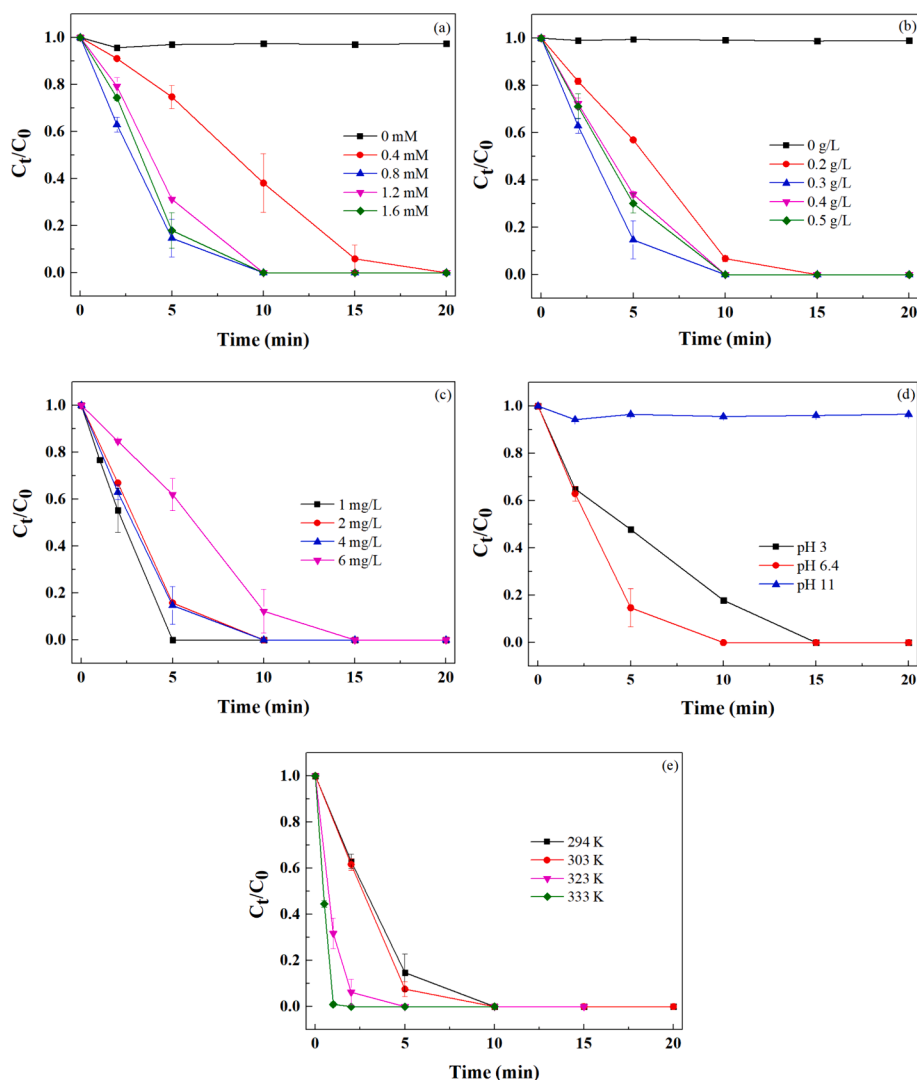 (a)
1.0
0.8
0.6
0.4
0.2
0.0
Ct/C0
0 mM
0.4 mM
0.8 mM
1.2 mM
1.6 mM
0 5 10 15 20
Time (min)
(b)
1.0
0.8
0.6
0.4
0.2
0.0
Ct/C0
0 g/L
0.2 g/L
0.3 g/L
0.4 g/L
0.5 g/L
0 5 10 15 20
Time (min)
(c)
1.0
0.8
0.6
0.4
0.2
0.0
Ct/C0
1 mg/L
2 mg/L
4 mg/L
6 mg/L
0 5 10 15 20
Time (min)
(d)
1.0
0.8
0.6
0.4
0.2
0.0
Ct/C0
pH 3
pH 6.4
pH 11
0 5 10 15 20
Time (min)
(e)
1.0
0.8
0.6
0.4
0.2
0.0
Ct/C0
294 K
303 K
323 K
333 K
0 5 10 15 20
Time (min)